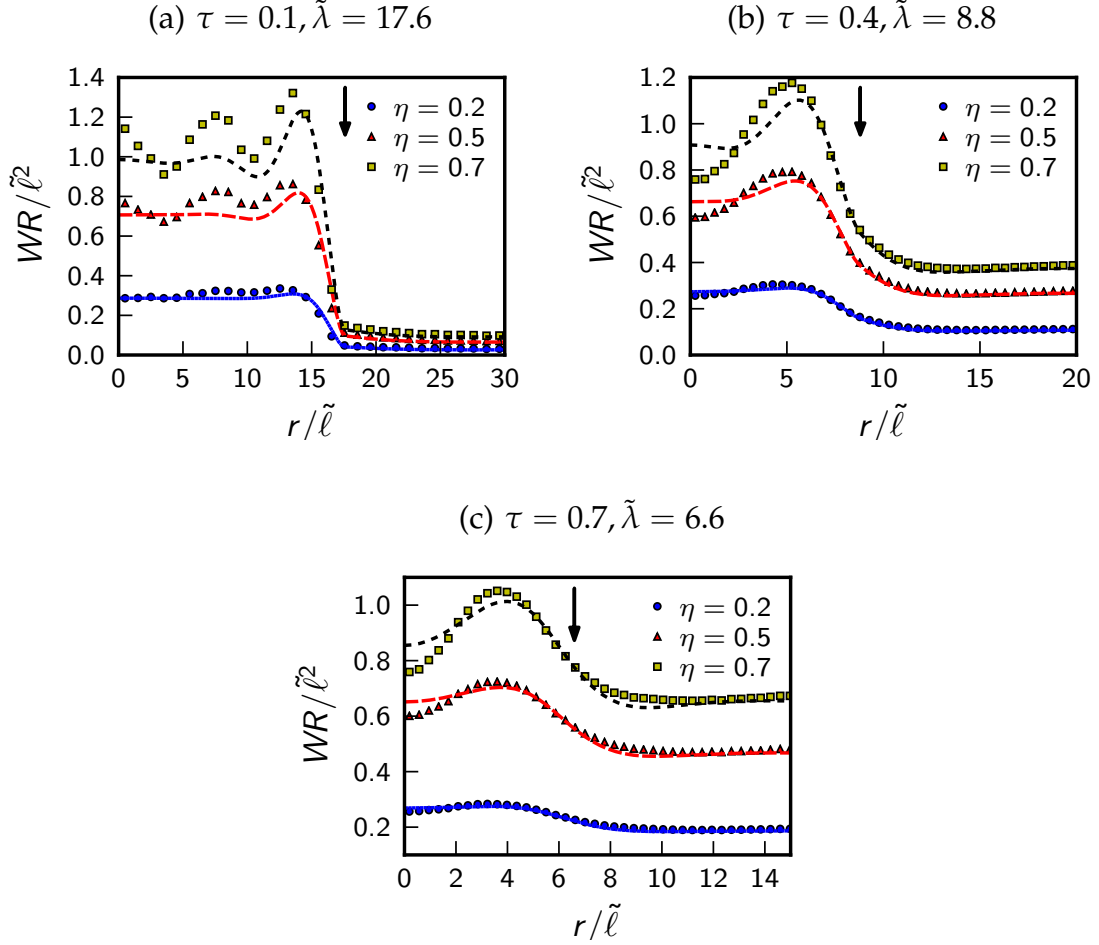 (a) τ = 0.1, λ̃ = 17.6
WR/ℓ̃²
1.4
1.2
1.0
0.8
0.6
0.4
0.2
0.0
η = 0.2
η = 0.5
η = 0.7
0 5 10 15 20 25 30
r/ℓ̃
(b) τ = 0.4, λ̃ = 8.8
WR/ℓ̃²
1.2
1.0
0.8
0.6
0.4
0.2
0.0
η = 0.2
η = 0.5
η = 0.7
0 5 10 15 20
r/ℓ̃
(c) τ = 0.7, λ̃ = 6.6
WR/ℓ̃²
1.0
0.8
0.6
0.4
0.2
η = 0.2
η = 0.5
η = 0.7
0 2 4 6 8 10 12 14
r/ℓ̃